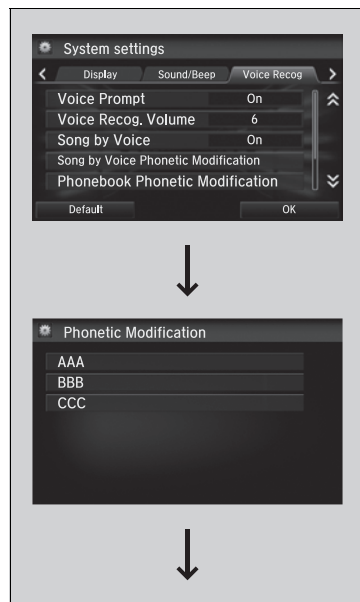 System settings
Display Sound/Beep Voice Recog
Voice Prompt On
Voice Recog. Volume 6
Song by Voice On
Song by Voice Phonetic Modification
Phonebook Phonetic Modification
Default OK
Phonetic Modification
AAA
BBB
CCC